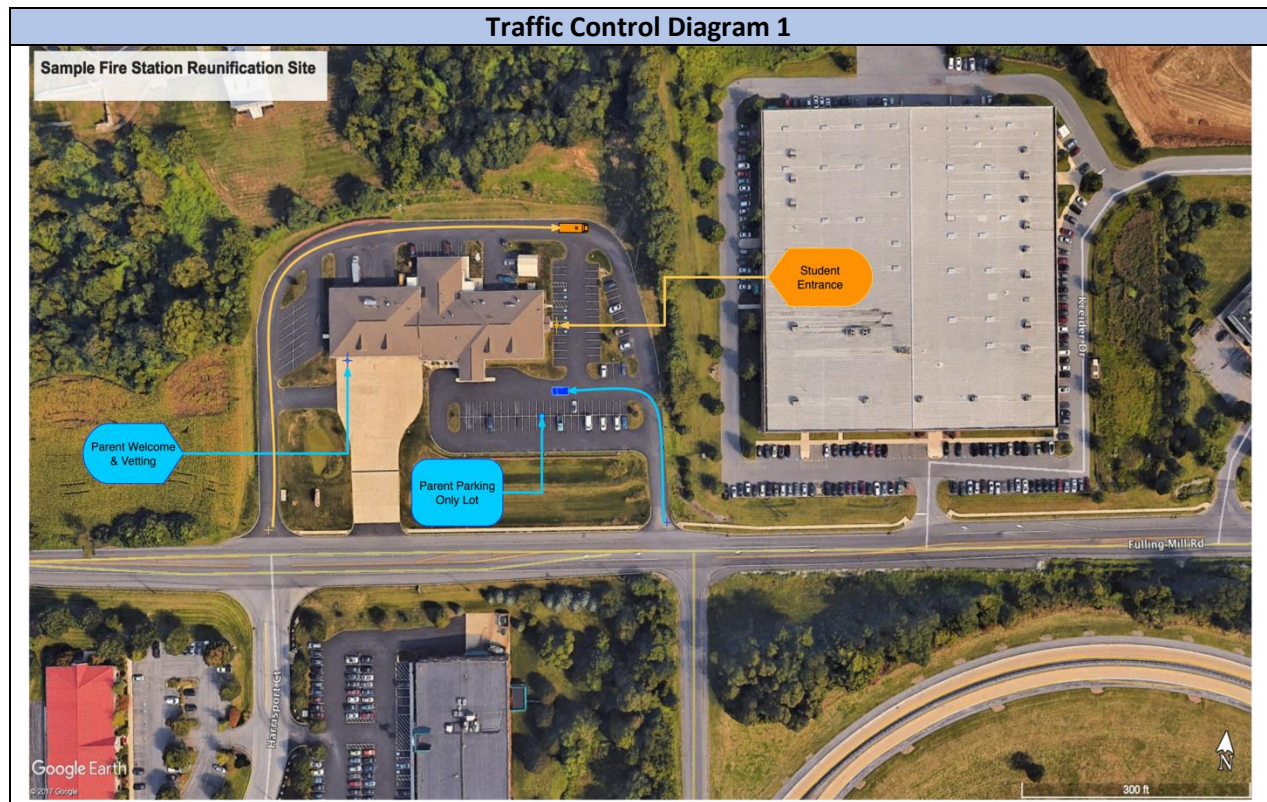 Traffic Control Diagram 1
Sample Fire Station Reunification Site
Student
Entrance
Kreider Dr
Parent Welcome
& Vetting
Parent Parking
Only Lot
Fulling Mill Rd
Harrisport Ct
Google Earth
© 2017 Google
N
300 ft